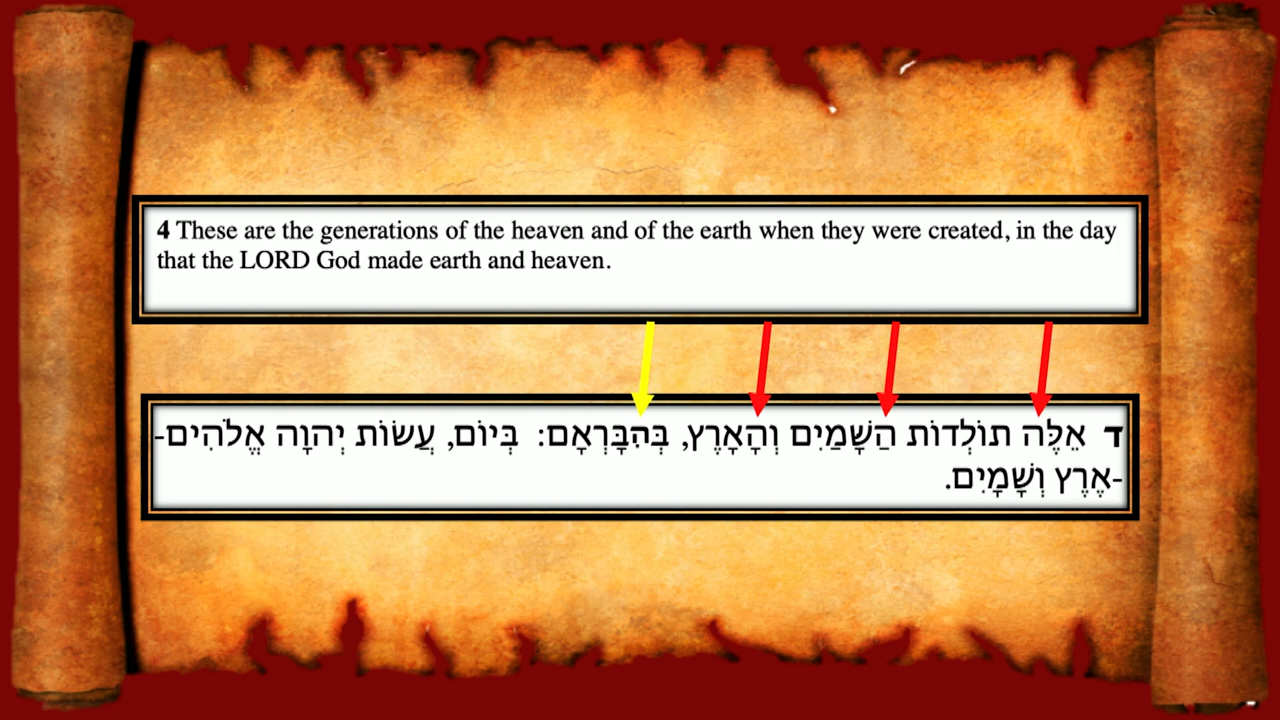 4 These are the generations of the heaven and of the earth when they were created, in the day
that the LORD God made earth and heaven.
ד אֵלֶּה תוֹלְדוֹת הַשָּׁמַיִם וְהָאָרֶץ, בְּהִבָּרְאָם: בְּיוֹם, עֲשׂוֹת יְהוָה אֱלֹהִים-
-אֶרֶץ וְשָׁמָיִם.